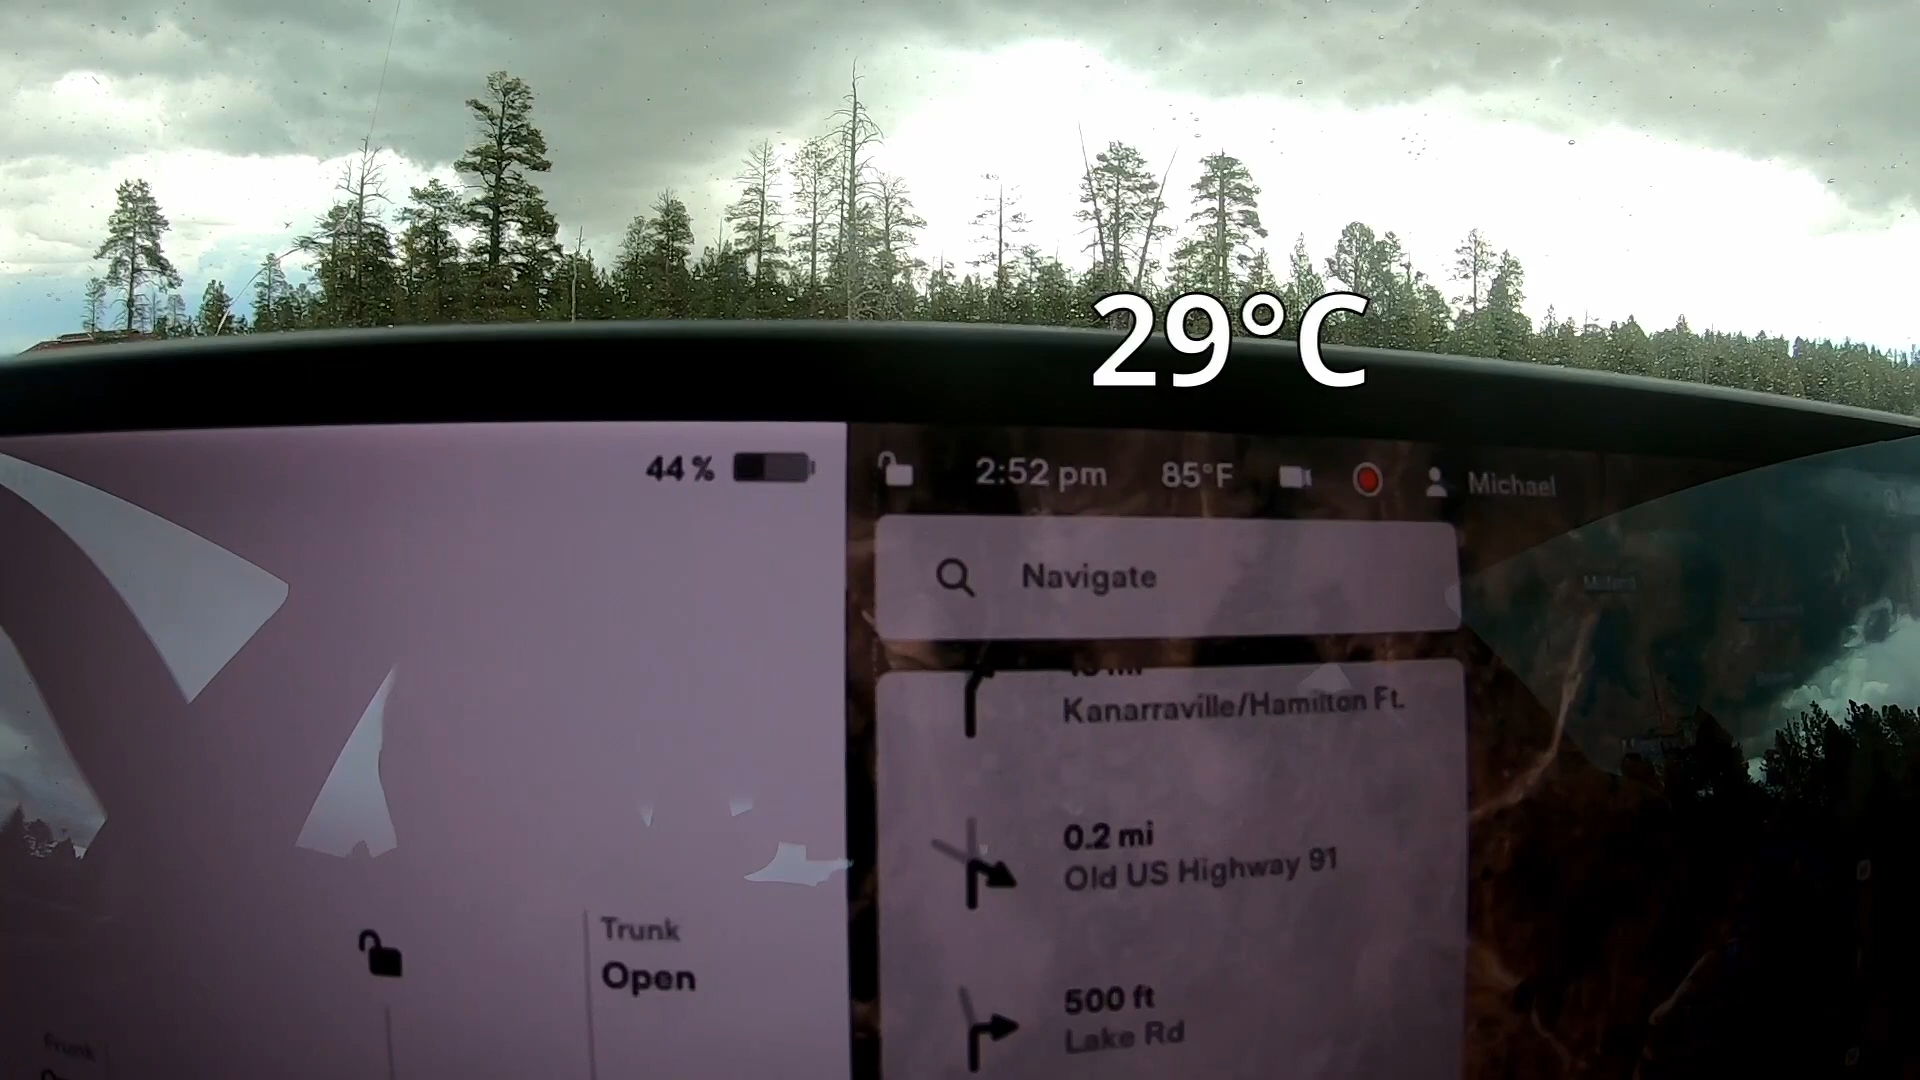 29°C
44 %
2:52 pm 85°F Michael
Navigate
Kanarraville/Hamilton Ft.
0.2 mi
Old US Highway 91
Trunk
Open
500 ft
Lake Rd
Frunk